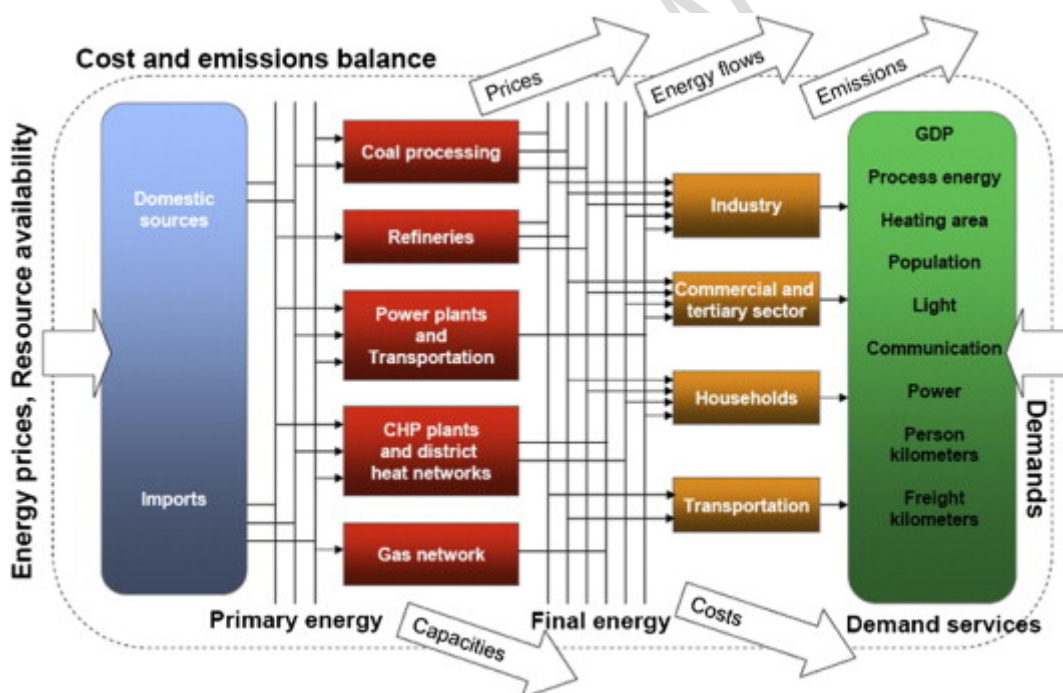 Cost and emissions balance
Prices
Energy flows
Emissions
Energy prices, Resource availability
Domestic
sources
Imports
Primary energy
Coal processing
Refineries
Power plants
and
Transportation
CHP plants
and district
heat networks
Gas network
Capacities
Final energy
Industry
Commercial and
tertiary sector
Households
Transportation
Costs
GDP
Process energy
Heating area
Population
Light
Communication
Power
Person
kilometers
Freight
kilometers
Demand services
Demands